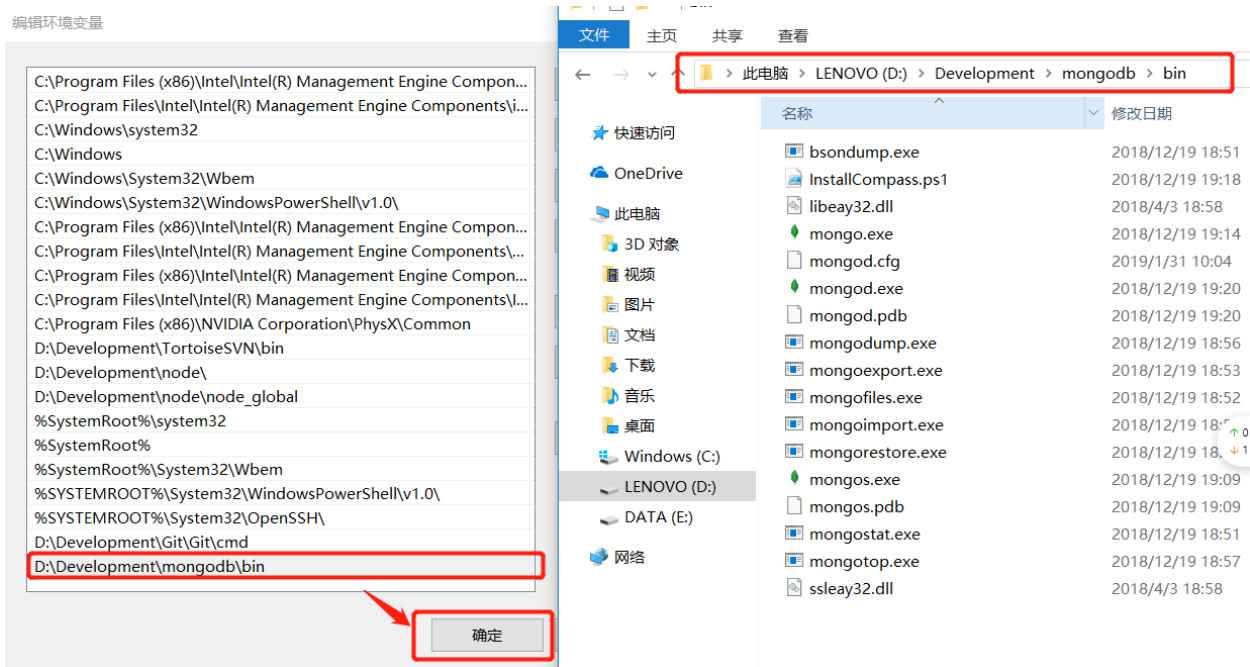 编辑环境变量
C:\Program Files (x86)\Intel\Intel(R) Management Engine Compon...
C:\Program Files (x86)\Intel\Intel(R) Management Engine Components\i...
C:\Windows\system32
C:\Windows
C:\Windows\System32\Wbem
C:\Windows\System32\WindowsPowerShell\v1.0\
C:\Program Files (x86)\Intel\Intel(R) Management Engine Compon...
C:\Program Files\Intel\Intel(R) Management Engine Components\...
C:\Program Files (x86)\Intel\Intel(R) Management Engine Compon...
C:\Program Files\Intel\Intel(R) Management Engine Components\I...
C:\Program Files (x86)\NVIDIA Corporation\PhysX\Common
D:\Development\TortoiseSVN\bin
D:\Development\node\
D:\Development\node\node_global
%SystemRoot%\system32
%SystemRoot%
%SystemRoot%\System32\Wbem
%SYSTEMROOT%\System32\WindowsPowerShell\v1.0\
%SYSTEMROOT%\System32\OpenSSH\
D:\Development\Git\Git\cmd
D:\Development\mongodb\bin
确定
文件 主页 共享 查看
此电脑 > LENOVO (D:) > Development > mongodb > bin
快速访问
OneDrive
此电脑
3D 对象
视频
图片
文档
下载
音乐
桌面
Windows (C:)
LENOVO (D:)
DATA (E:)
网络
名称 修改日期
bsondump.exe 2018/12/19 18:51
InstallCompass.ps1 2018/12/19 19:18
libeay32.dll 2018/4/3 18:58
mongo.exe 2018/12/19 19:14
mongod.cfg 2019/1/31 10:04
mongod.exe 2018/12/19 19:20
mongod.pdb 2018/12/19 19:20
mongodump.exe 2018/12/19 18:56
mongoexport.exe 2018/12/19 18:53
mongofiles.exe 2018/12/19 18:52
mongoimport.exe 2018/12/19
mongorestore.exe 2018/12/19
mongos.exe 2018/12/19 19:09
mongos.pdb 2018/12/19 19:09
mongostat.exe 2018/12/19 18:51
mongotop.exe 2018/12/19 18:57
ssleay32.dll 2018/4/3 18:58
0
1